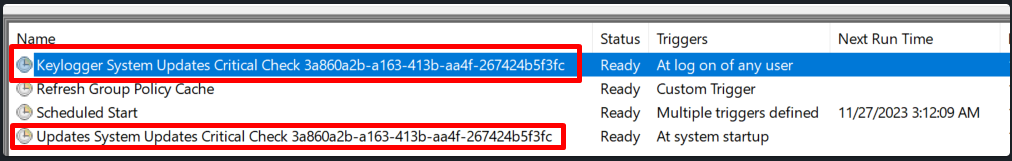 Name Status Triggers Next Run Time
Keylogger System Updates Critical Check 3a860a2b-a163-413b-aa4f-267424b5f3fc Ready At log on of any user
Refresh Group Policy Cache Ready Custom Trigger
Scheduled Start Ready Multiple triggers defined 11/27/2023 3:12:09 AM
Updates System Updates Critical Check 3a860a2b-a163-413b-aa4f-267424b5f3fc Ready At system startup